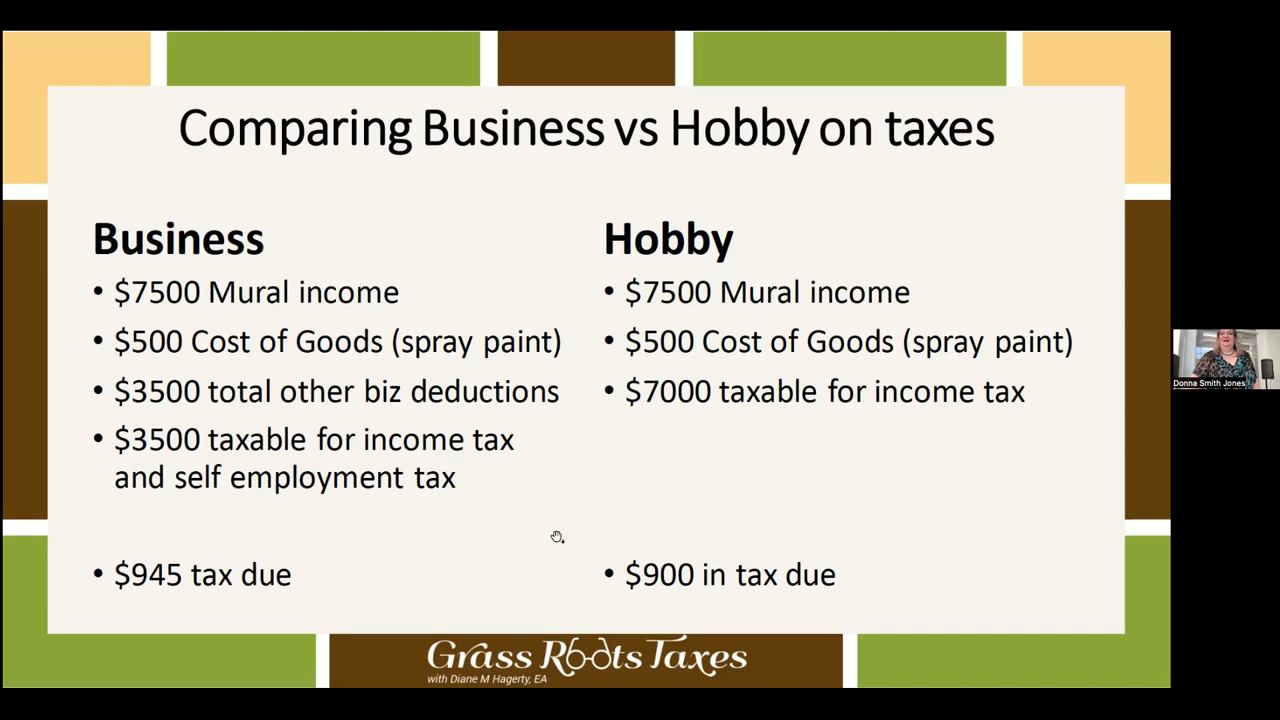 Comparing Business vs Hobby on taxes
Business
• $7500 Mural income
• $500 Cost of Goods (spray paint)
• $3500 total other biz deductions
• $3500 taxable for income tax
and self employment tax
• $945 tax due
Hobby
• $7500 Mural income
• $500 Cost of Goods (spray paint)
• $7000 taxable for income tax
• $900 in tax due
Grass Roots Taxes
with Diane M Hagerty, EA
Donna Smith Jones